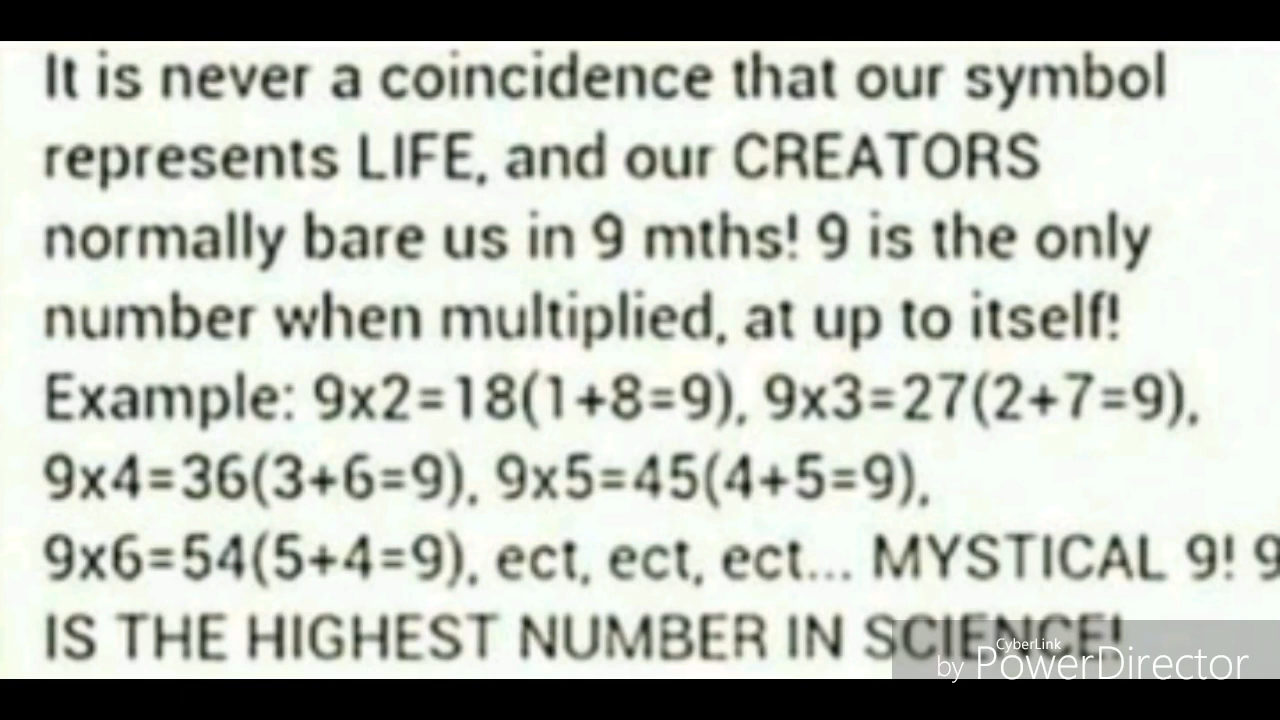 It is never a coincidence that our symbol
represents LIFE, and our CREATORS
normally bare us in 9 mths! 9 is the only
number when multiplied, at up to itself!
Example: 9x2=18(1+8=9), 9x3=27(2+7=9),
9x4=36(3+6=9), 9x5=45(4+5=9),
9x6=54(5+4=9), ect, ect, ect... MYSTICAL 9! 9
IS THE HIGHEST NUMBER IN SCIENCE!
CyberLink
by PowerDirector